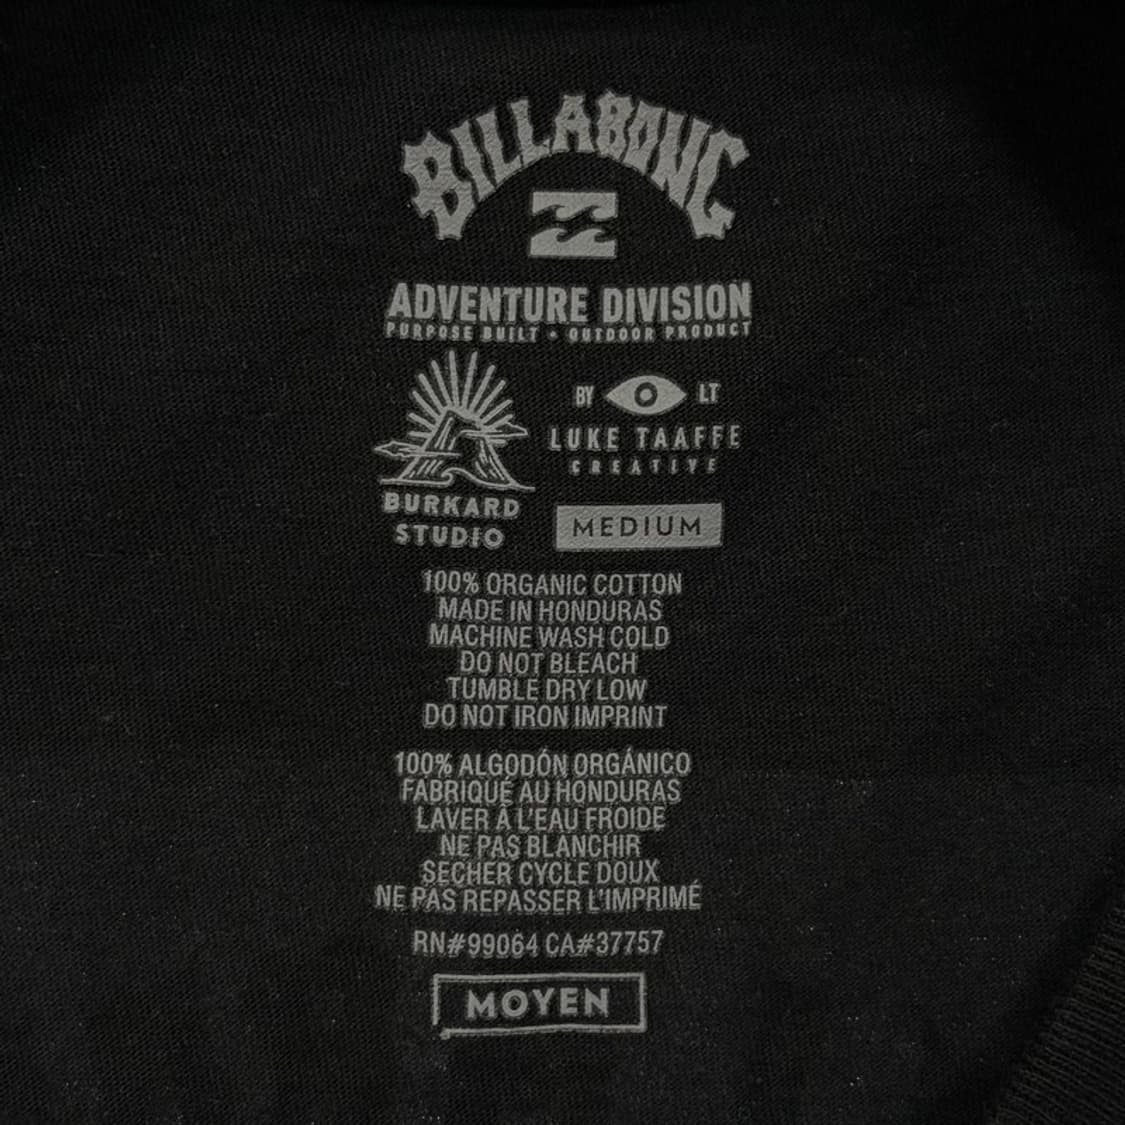 BILLABONG
ADVENTURE DIVISION
PURPOSE BUILT • OUTDOOR PRODUCT
BY LT
LUKE TAAFFE
CREATIVE
BURKARD
STUDIO
MEDIUM
100% ORGANIC COTTON
MADE IN HONDURAS
MACHINE WASH COLD
DO NOT BLEACH
TUMBLE DRY LOW
DO NOT IRON IMPRINT
100% ALGODÓN ORGÁNICO
FABRIQUÉ AU HONDURAS
LAVER À L'EAU FROIDE
NE PAS BLANCHIR
SECHER CYCLE DOUX
NE PAS REPASSER L'IMPRIMÉ
RN#99064 CA#37757
MOYEN